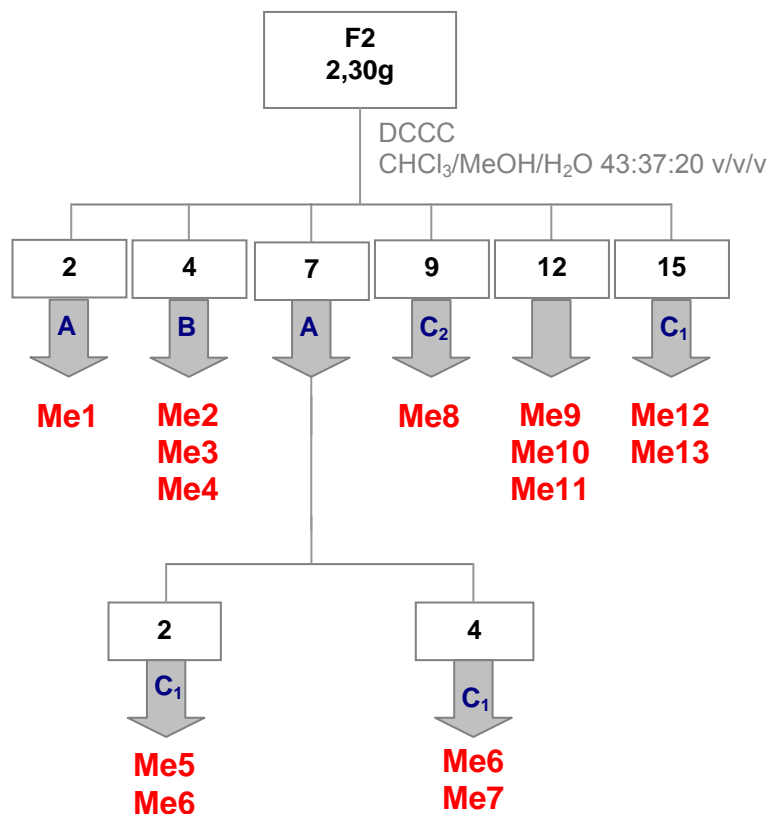 F2
2,30g
DCCC
CHCl₃/MeOH/H₂O 43:37:20 v/v/v
2
4
7
9
12
15
A
B
A
C₂
C₁
Me1
Me2
Me3
Me4
Me8
Me9
Me10
Me11
Me12
Me13
2
4
C₁
C₁
Me5
Me6
Me6
Me7